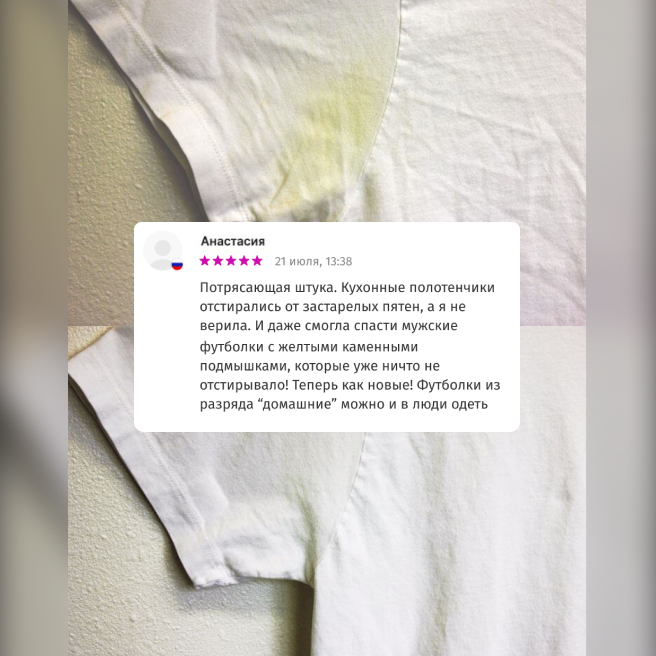 Анастасия
21 июля, 13:38
Потрясающая штука. Кухонные полотенчики
отстирались от застарелых пятен, а я не
верила. И даже смогла спасти мужские
футболки с желтыми каменными
подмышками, которые уже ничто не
отстирывало! Теперь как новые! Футболки из
разряда “домашние” можно и в люди одеть